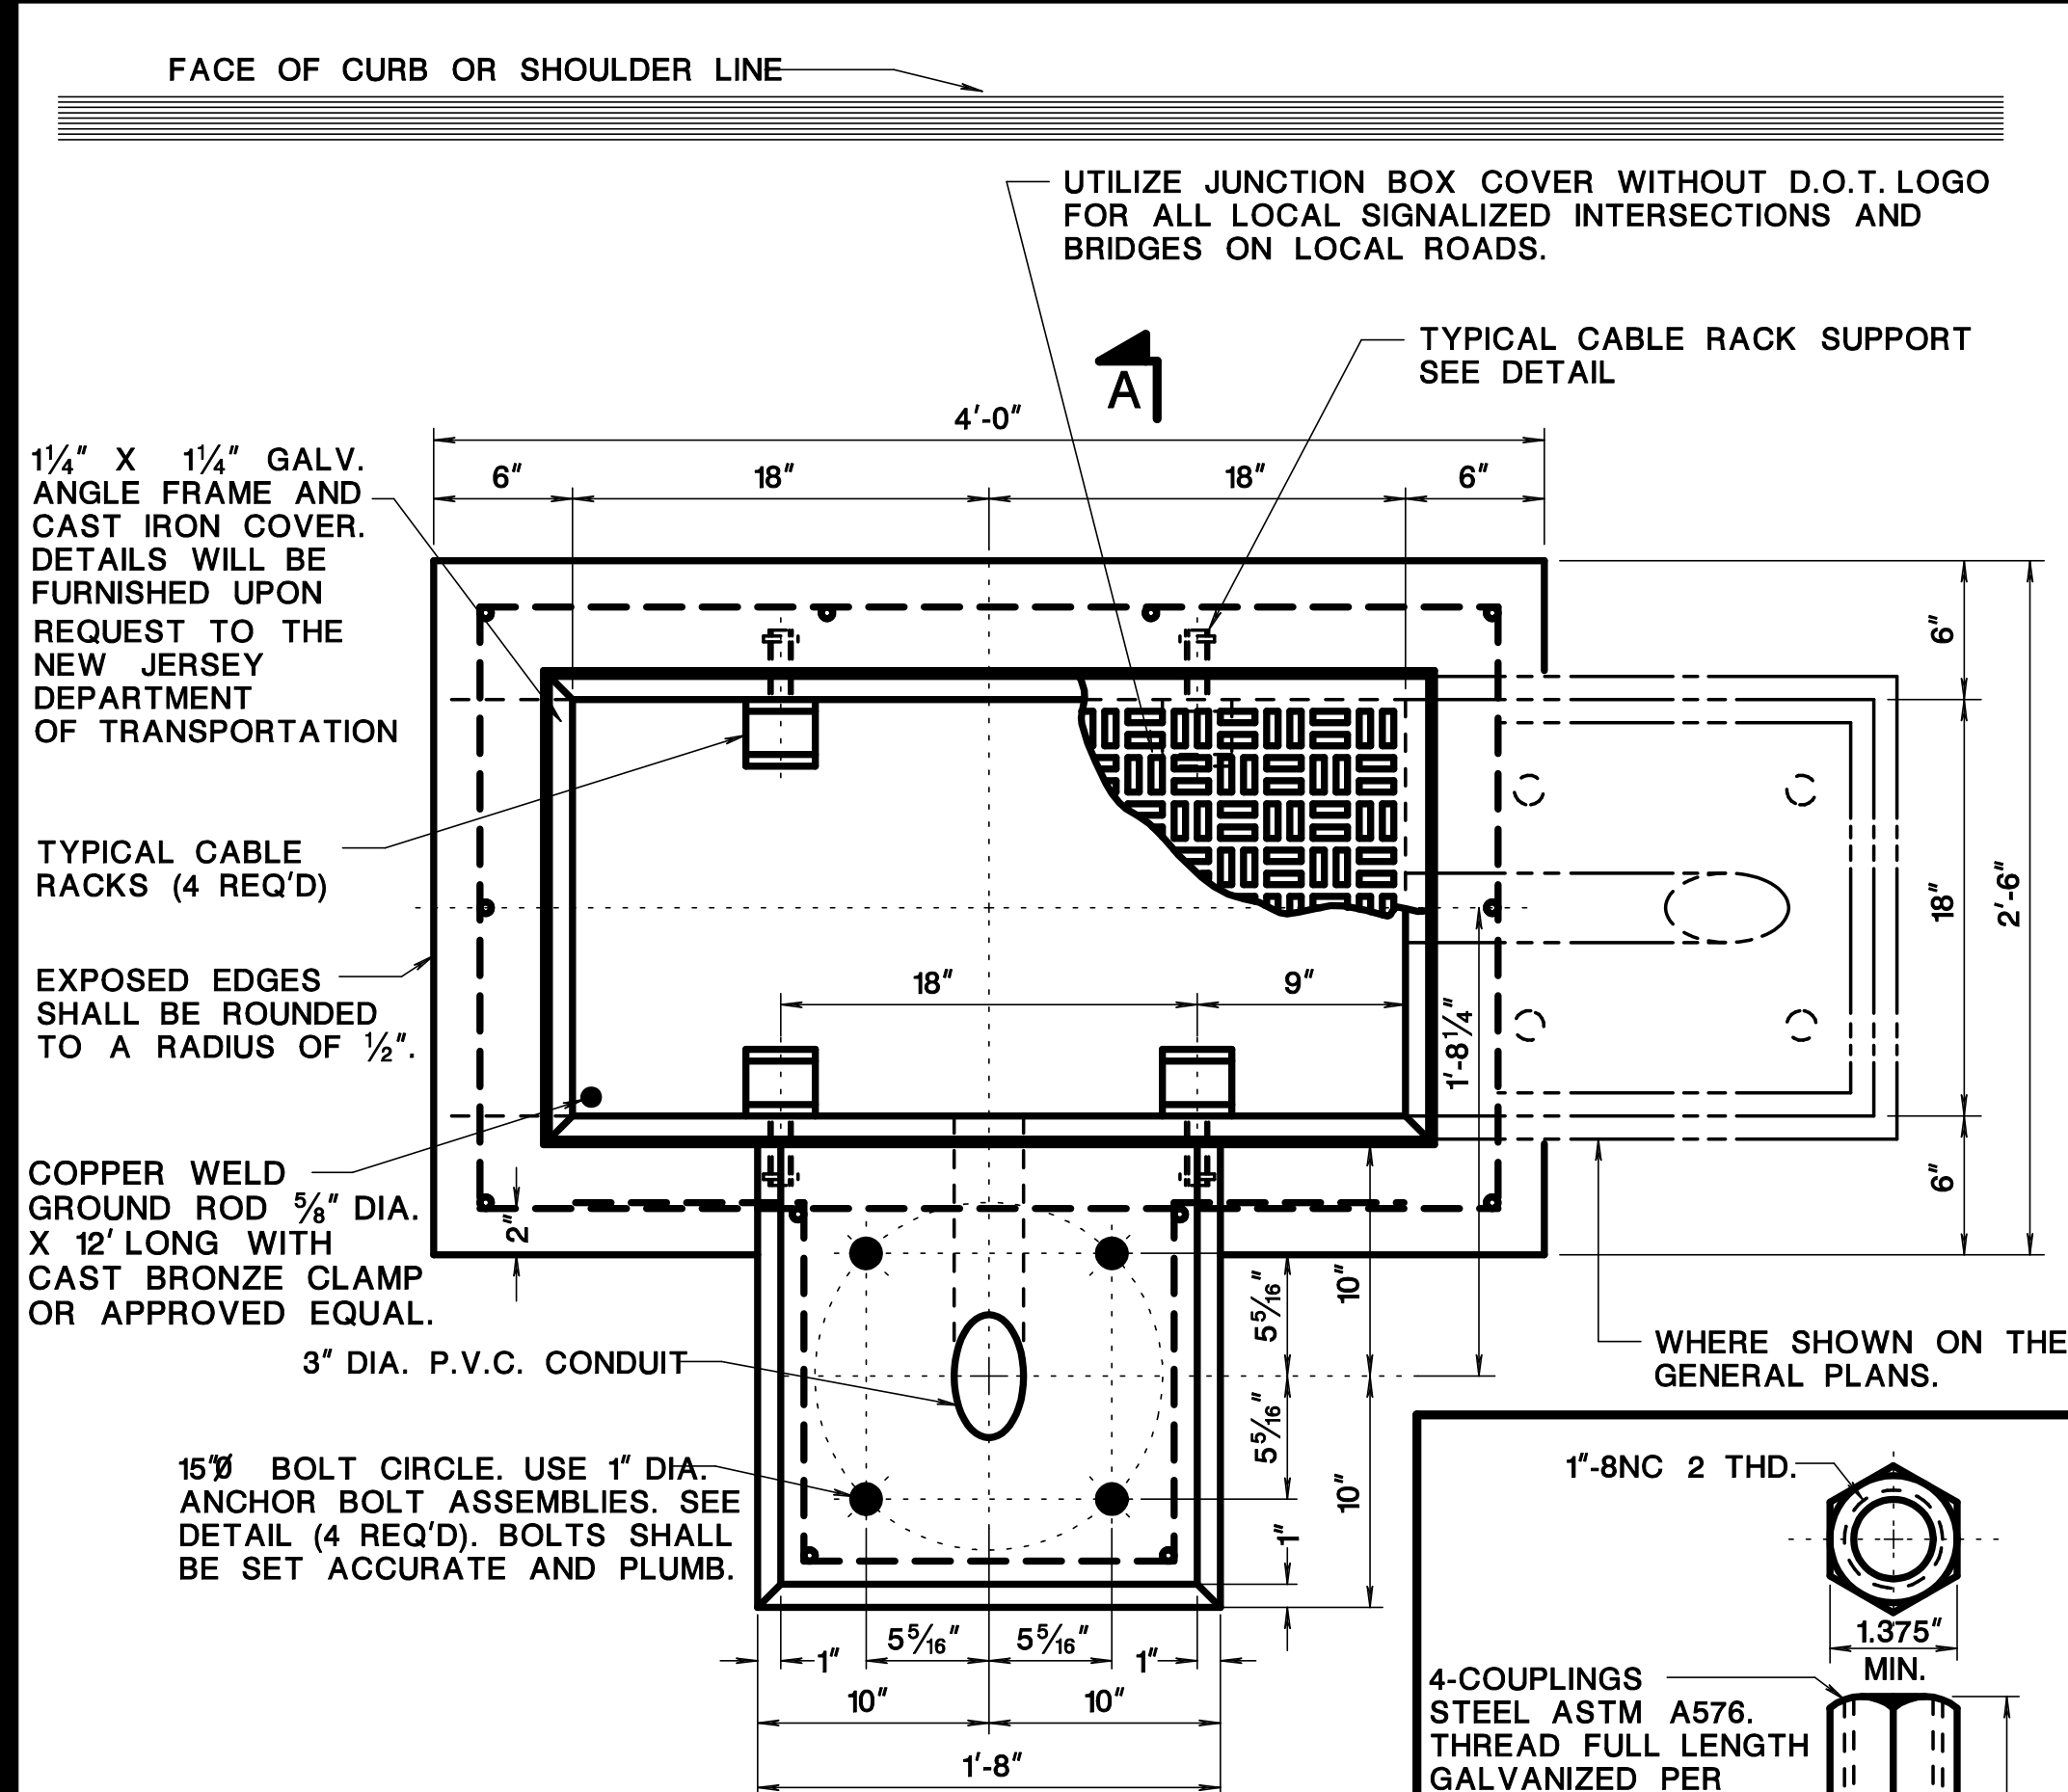 FACE OF CURB OR SHOULDER LINE
UTILIZE JUNCTION BOX COVER WITHOUT D.O.T. LOGO
FOR ALL LOCAL SIGNALIZED INTERSECTIONS AND
BRIDGES ON LOCAL ROADS.
A
TYPICAL CABLE RACK SUPPORT
SEE DETAIL
4'-0"
6"
18"
18"
6"
1¼" X 1¼" GALV.
ANGLE FRAME AND
CAST IRON COVER.
DETAILS WILL BE
FURNISHED UPON
REQUEST TO THE
NEW JERSEY
DEPARTMENT
OF TRANSPORTATION
6"
18"
2'-6"
6"
TYPICAL CABLE
RACKS (4 REQ'D)
EXPOSED EDGES
SHALL BE ROUNDED
TO A RADIUS OF ½".
18"
9"
1'-8¼"
COPPER WELD
GROUND ROD ⅝" DIA.
X 12' LONG WITH
CAST BRONZE CLAMP
OR APPROVED EQUAL.
2"
3" DIA. P.V.C. CONDUIT
5 5/16"
10"
5 5/16"
10"
1"
WHERE SHOWN ON THE
GENERAL PLANS.
15"Ø BOLT CIRCLE. USE 1" DIA.
ANCHOR BOLT ASSEMBLIES. SEE
DETAIL (4 REQ'D). BOLTS SHALL
BE SET ACCURATE AND PLUMB.
1"
5 5/16"
5 5/16"
1"
10"
10"
1'-8"
1"-8NC 2 THD.
1.375"
MIN.
4-COUPLINGS
STEEL ASTM A576.
THREAD FULL LENGTH
GALVANIZED PER